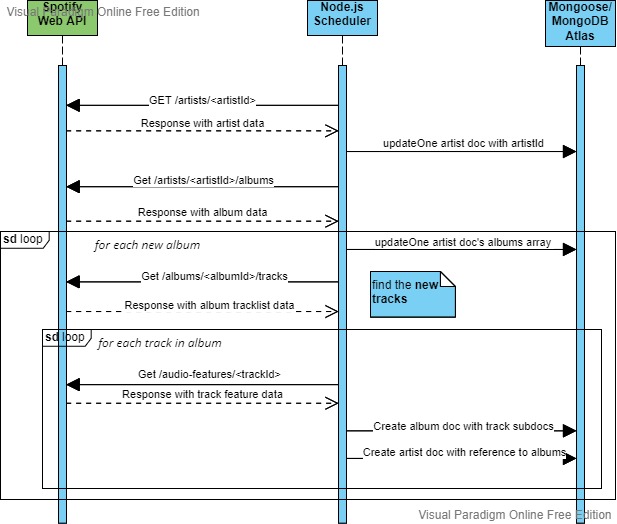 Visual Paradigm Online Free Edition
Spotify
Web API
Node.js
Scheduler
Mongoose/
MongoDB
Atlas
GET /artists/<artistId>
Response with artist data
updateOne artist doc with artistId
Get /artists/<artistId>/albums
Response with album data
sd loop
for each new album
updateOne artist doc's albums array
Get /albums/<albumId>/tracks
find the new
tracks
Response with album tracklist data
sd loop
for each track in album
Get /audio-features/<trackId>
Response with track feature data
Create album doc with track subdocs
Create artist doc with reference to albums
Visual Paradigm Online Free Edition